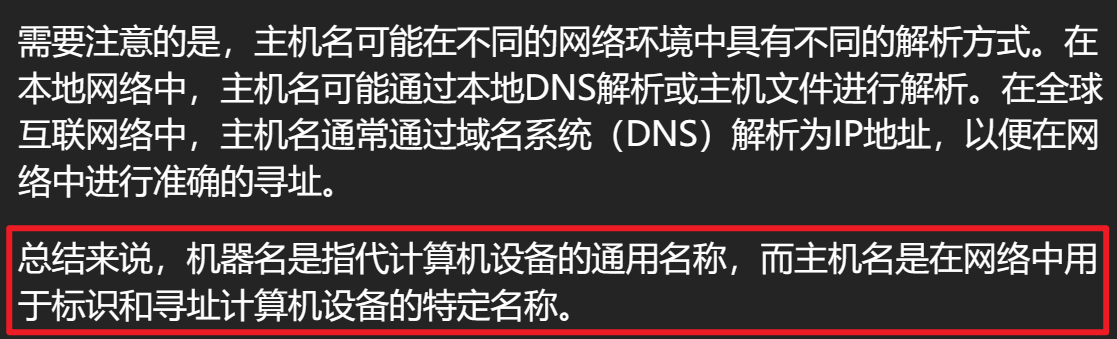 需要注意的是，主机名可能在不同的网络环境中具有不同的解析方式。在
本地网络中，主机名可能通过本地DNS解析或主机文件进行解析。在全球
互联网络中，主机名通常通过域名系统（DNS）解析为IP地址，以便在网
络中进行准确的寻址。
总结来说，机器名是指代计算机设备的通用名称，而主机名是在网络中用
于标识和寻址计算机设备的特定名称。